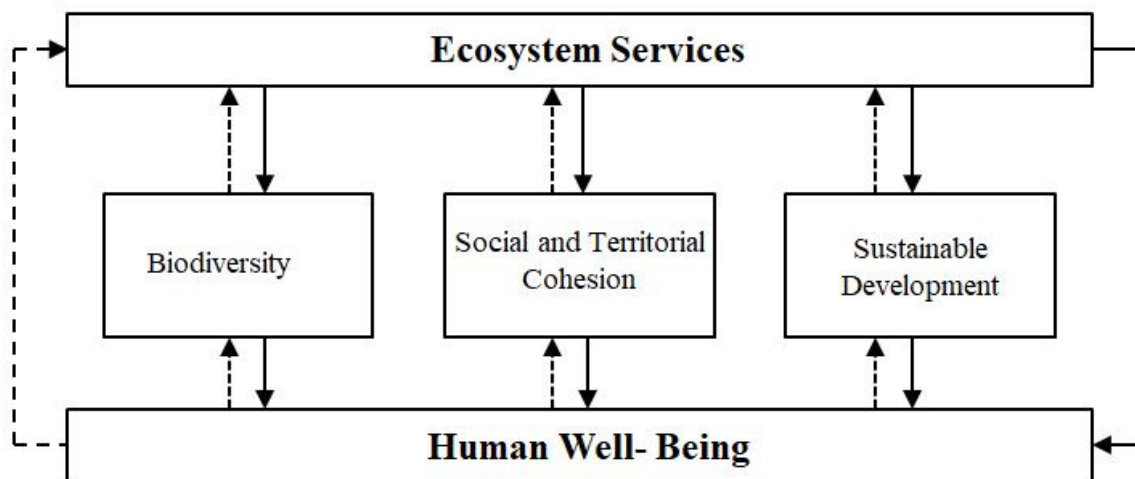 Ecosystem Services
Biodiversity
Social and Territorial
Cohesion
Sustainable
Development
Human Well- Being